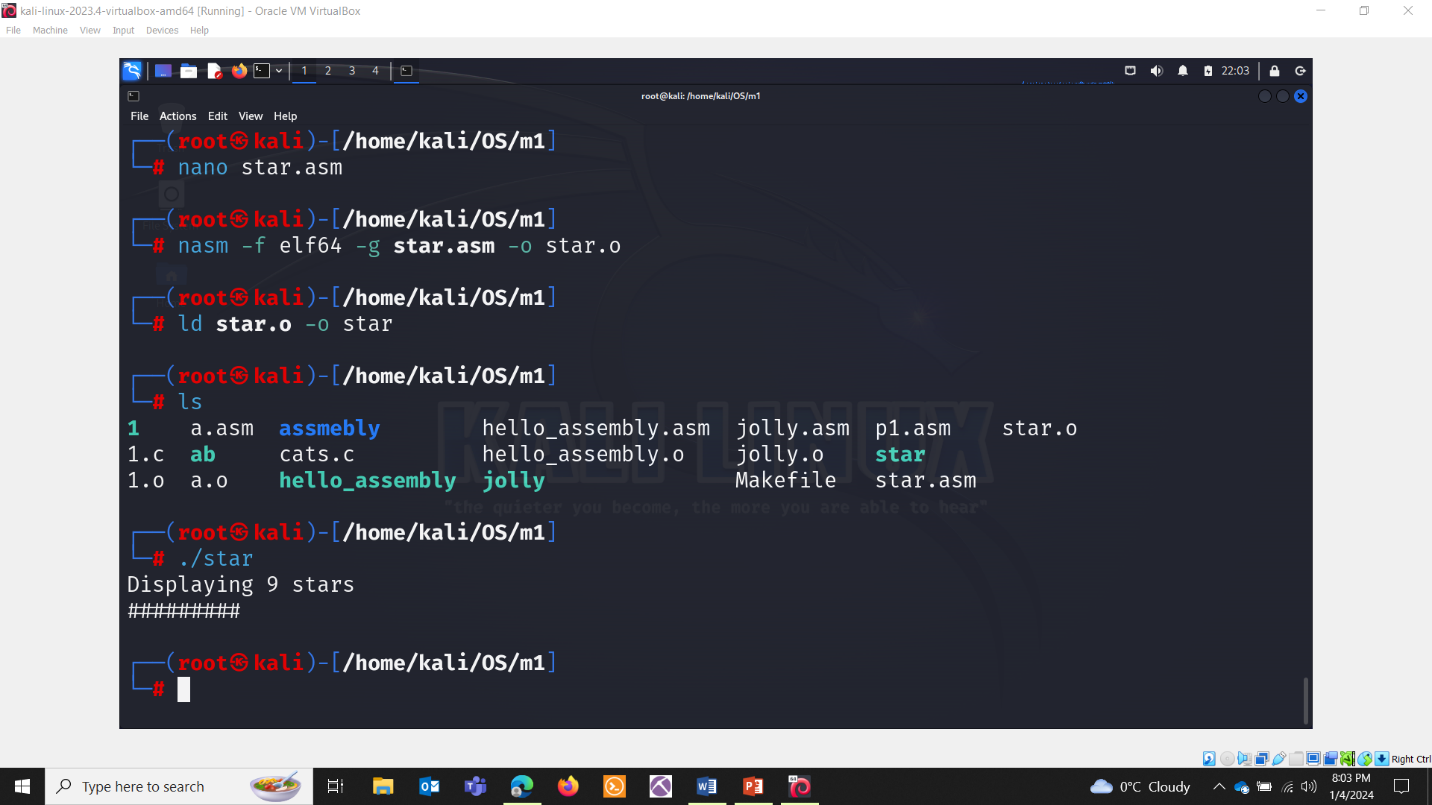 kali-linux-2023.4-virtualbox-amd64 [Running] - Oracle VM VirtualBox
File Machine View Input Devices Help
1 2 3 4 22:03
root@kali: /home/kali/OS/m1
File Actions Edit View Help
┌──(root㉿kali)-[/home/kali/OS/m1]
└─# nano star.asm
┌──(root㉿kali)-[/home/kali/OS/m1]
└─# nasm -f elf64 -g star.asm -o star.o
┌──(root㉿kali)-[/home/kali/OS/m1]
└─# ld star.o -o star
┌──(root㉿kali)-[/home/kali/OS/m1]
└─# ls
1 a.asm assmebly hello_assembly.asm jolly.asm p1.asm star.o
1.c ab cats.c hello_assembly.o jolly.o star
1.o a.o hello_assembly jolly Makefile star.asm
KALI LINUX
"the quieter you become, the more you are able to hear"
┌──(root㉿kali)-[/home/kali/OS/m1]
└─# ./star
Displaying 9 stars
#########
┌──(root㉿kali)-[/home/kali/OS/m1]
└─#
Right Ctrl
Type here to search
0°C Cloudy
8:03 PM
1/4/2024